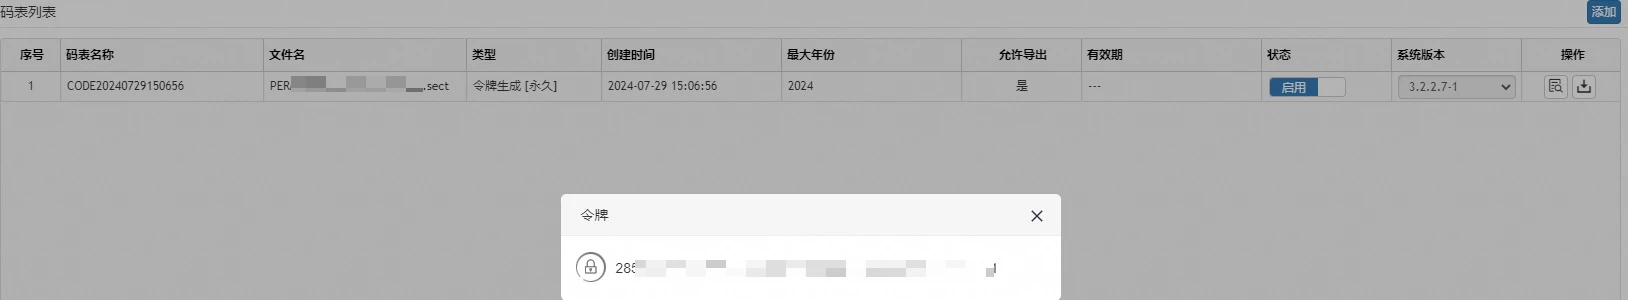 码表列表 添加
序号 码表名称 文件名 类型 创建时间 最大年份 允许导出 有效期 状态 系统版本 操作
1 CODE20240729150656 PER .sect 令牌生成 [永久] 2024-07-29 15:06:56 2024 是 --- 启用 3.2.2.7-1
令牌
285